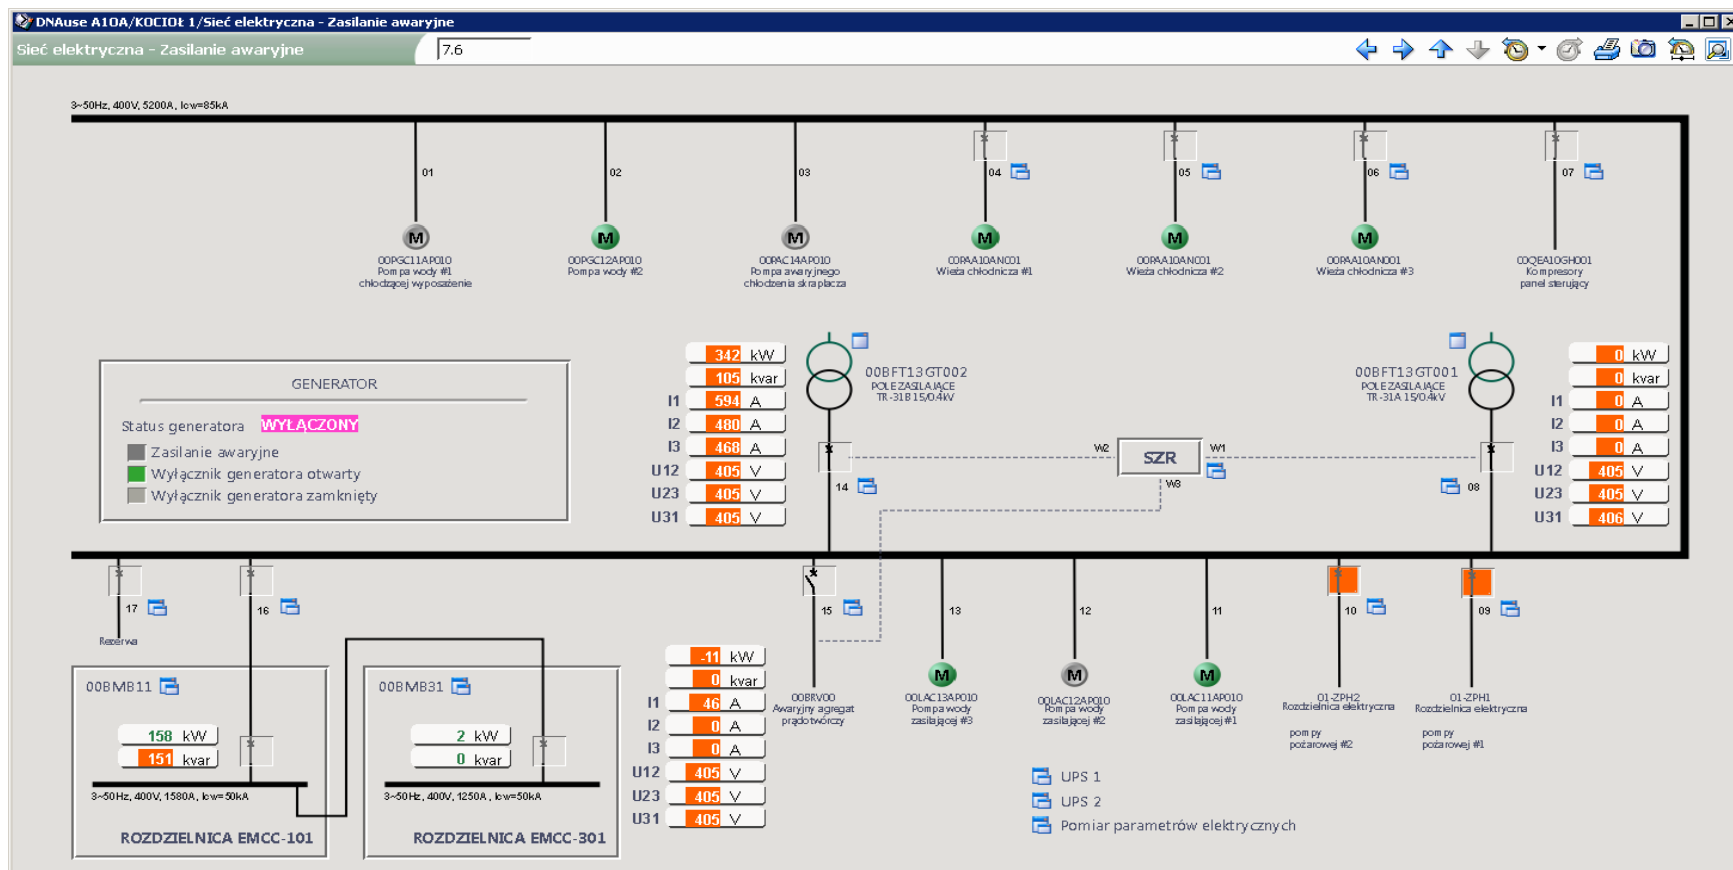 DNAuse A10A/KOCIOŁ 1/Sieć elektryczna - Zasilanie awaryjne
Sieć elektryczna - Zasilanie awaryjne
7.6
3~50Hz, 400V, 5200A, Icw=85kA
01
02
03
04
05
06
07
M
M
M
M
M
M
00PGC11AP010
Pompa wody #1
chłodzącej wyposażenie
00PGC12AP010
Pompa wody #2
00PAC14AP010
Pompa awaryjnego
chłodzenia skraplacza
00PAA10AN001
Wieża chłodnicza #1
00PAA10AN001
Wieża chłodnicza #2
00PAA10AN001
Wieża chłodnicza #3
00QEA10GH001
Kompresory
panel sterujący
GENERATOR
Status generatora WYŁĄCZONY
Zasilanie awaryjne
Wyłącznik generatora otwarty
Wyłącznik generatora zamknięty
342 kW
105 kvar
I1 594 A
I2 480 A
I3 468 A
U12 405 V
U23 405 V
U31 405 V
00BFT13GT002
POLE ZASILAJĄCE
TR-31B 15/0.4kV
14
W2
SZR
W1
W3
00BFT13GT001
POLE ZASILAJĄCE
TR-31A 15/0.4kV
08
0 kW
0 kvar
I1 0 A
I2 0 A
I3 0 A
U12 405 V
U23 405 V
U31 406 V
17
16
15
13
12
11
10
09
Rezerwa
00BMB11
158 kW
151 kvar
3~50Hz, 400V, 1580A, Icw=50kA
ROZDZIELNICA EMCC-101
00BMB31
2 kW
0 kvar
3~50Hz, 400V, 1250A, Icw=50kA
ROZDZIELNICA EMCC-301
-11 kW
0 kvar
I1 46 A
I2 0 A
I3 0 A
U12 405 V
U23 405 V
U31 405 V
00BRV00
Awaryjny agregat
prądotwórczy
M
00LAC13AP010
Pompa wody
zasilającej #3
M
00LAC12AP010
Pompa wody
zasilającej #2
M
00LAC11AP010
Pompa wody
zasilającej #1
01-ZPH2
Rozdzielnica elektryczna
pompy
pożarowej #2
01-ZPH1
Rozdzielnica elektryczna
pompy
pożarowej #1
UPS 1
UPS 2
Pomiar parametrów elektrycznych